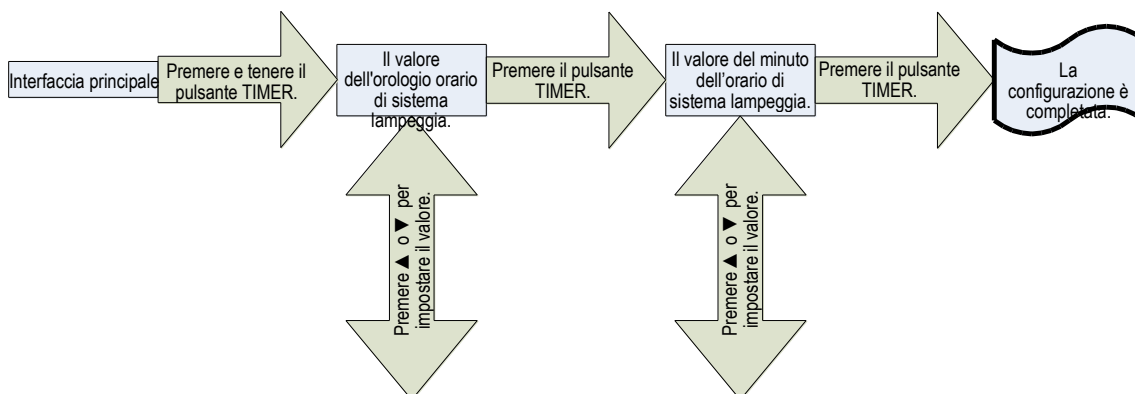 Interfaccia principale
Premere e tenere il
pulsante TIMER.
Il valore
dell'orologio orario
di sistema
lampeggia.
Premere il pulsante
TIMER.
Il valore del minuto
dell’orario di
sistema lampeggia.
Premere il pulsante
TIMER.
La
configurazione è
completata.
Premere ▲ o ▼ per
impostare il valore.
Premere ▲ o ▼ per
impostare il valore.